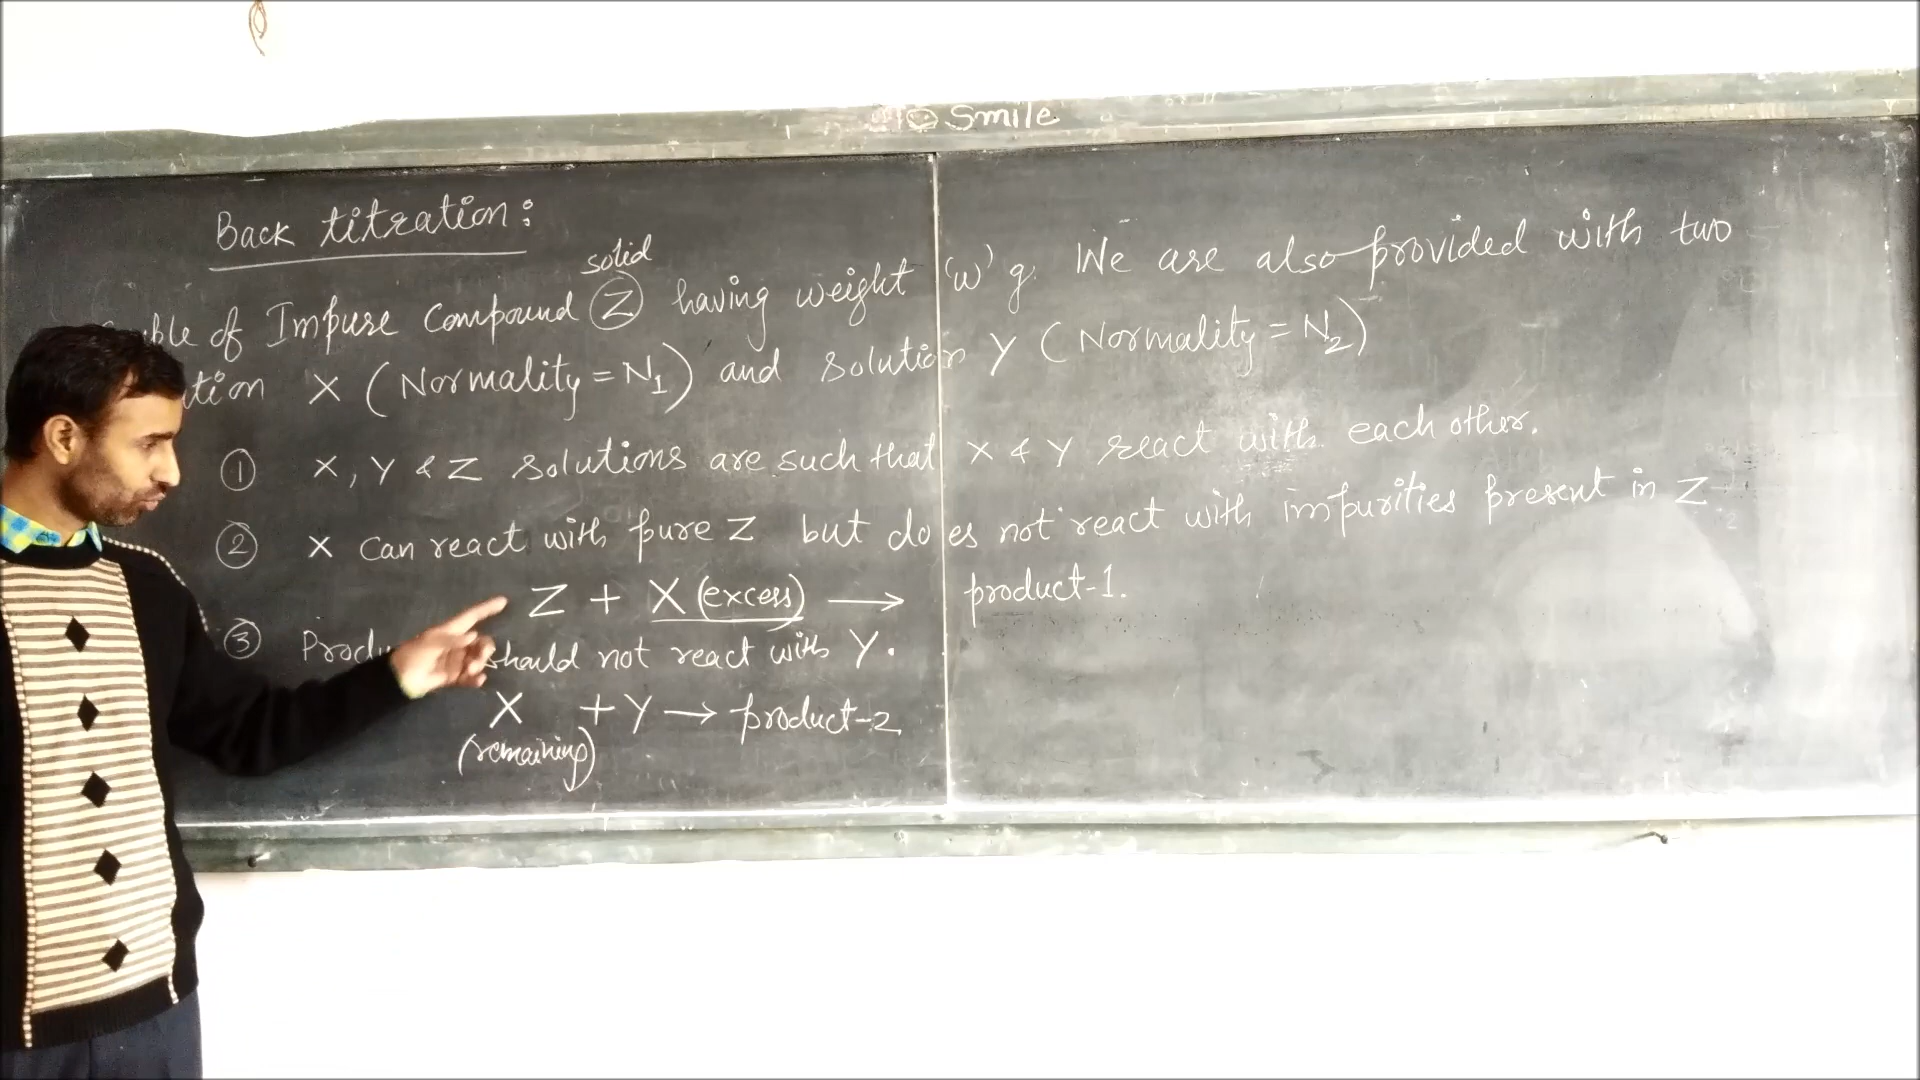 Smile
Back titration:
solid
of Impure Compound Z having weight 'w' g. We are also provided with two
X (Normality = N₁) and solution Y (Normality = N₂)
① X, Y & Z solutions are such that X & Y react with each other.
② X can react with pure Z but does not react with impurities present in Z.
Z + X (excess) → product-1.
③ should not react with Y.
X + Y → product-2
(remaining)